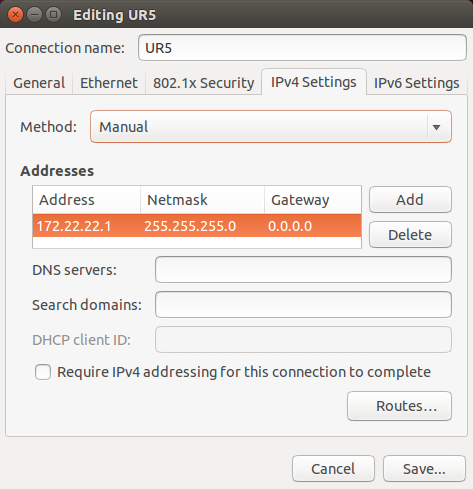 Editing UR5
Connection name: UR5
General Ethernet 802.1x Security IPv4 Settings IPv6 Settings
Method: Manual
Addresses
Address Netmask Gateway Add
172.22.22.1 255.255.255.0 0.0.0.0 Delete
DNS servers:
Search domains:
DHCP client ID:
Require IPv4 addressing for this connection to complete
Routes…
Cancel Save...